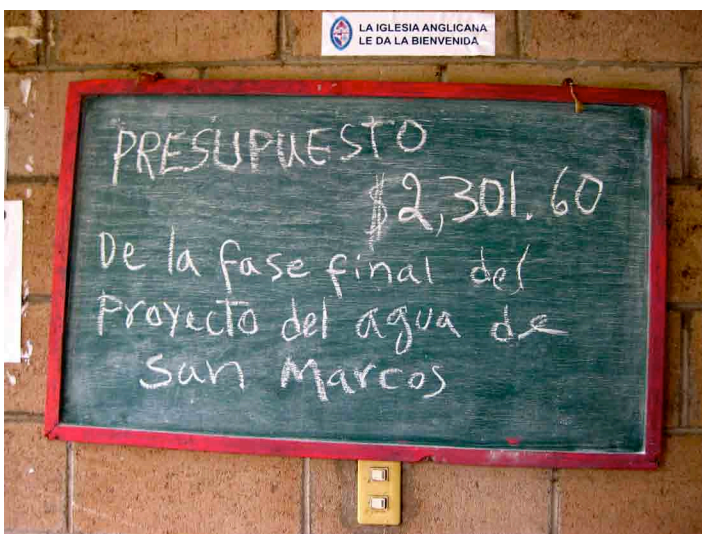 LA IGLESIA ANGLICANA
LE DA LA BIENVENIDA
PRESUPUESTO
$2,301.60
De la fase final del
proyecto del agua de
San Marcos